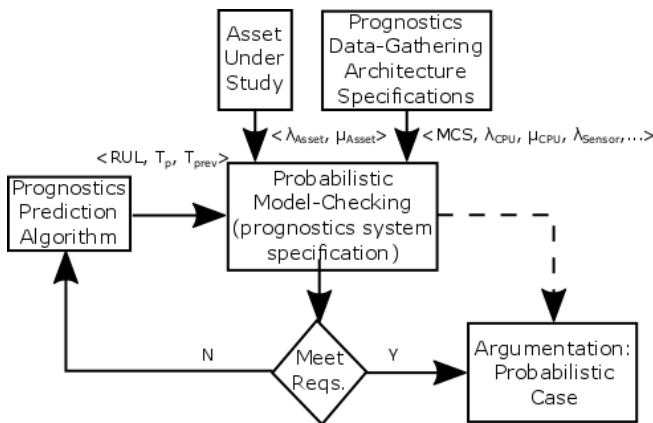 Asset
Under
Study
Prognostics
Data-Gathering
Architecture
Specifications
<λAsset, μAsset>
<MCS, λCPU, μCPU, λSensor,...>
<RUL, Tp, Tprev>
Prognostics
Prediction
Algorithm
Probabilistic
Model-Checking
(prognostics system
specification)
N
Meet
Reqs.
Y
Argumentation:
Probabilistic
Case